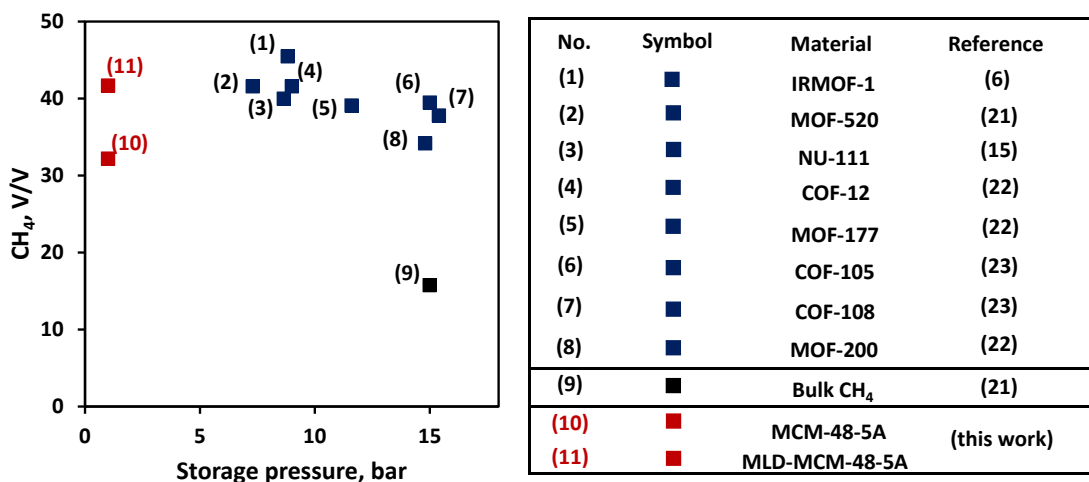 50
40
30
20
10
0
0
5
10
15
CH₄, V/V
Storage pressure, bar
(1)
(2)
(3)
(4)
(5)
(6)
(7)
(8)
(9)
(10)
(11)
No. Symbol Material Reference
(1) IRMOF-1 (6)
(2) MOF-520 (21)
(3) NU-111 (15)
(4) COF-12 (22)
(5) MOF-177 (22)
(6) COF-105 (23)
(7) COF-108 (23)
(8) MOF-200 (22)
(9) Bulk CH₄ (21)
(10) MCM-48-5A (this work)
(11) MLD-MCM-48-5A